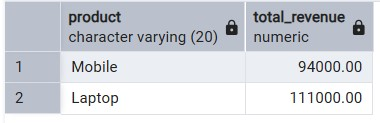 product total_revenue
character varying (20) numeric
1 Mobile 94000.00
2 Laptop 111000.00